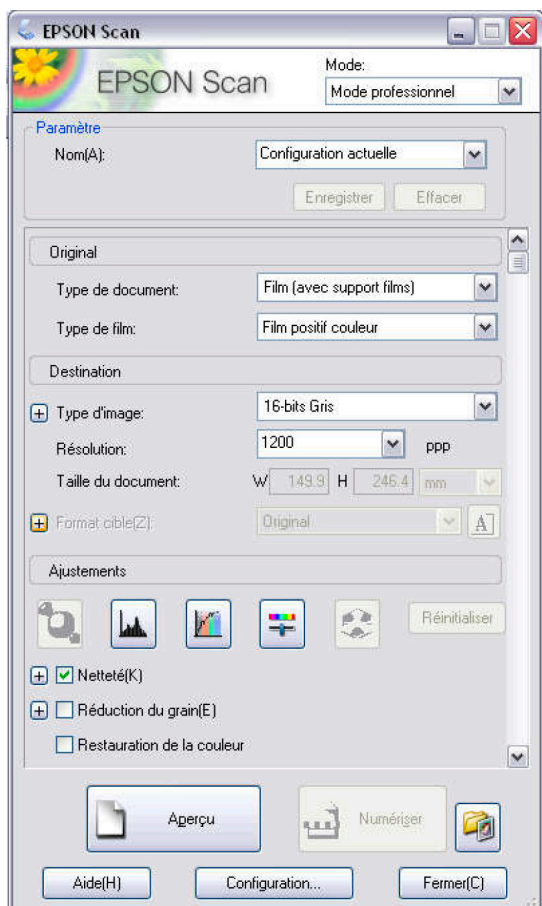 EPSON Scan
EPSON Scan
Mode:
Mode professionnel
Paramètre
Nom(A):
Configuration actuelle
Enregistrer
Effacer
Original
Type de document:
Film (avec support films)
Type de film:
Film positif couleur
Destination
Type d'image:
16-bits Gris
Résolution:
1200
ppp
Taille du document:
W 149.9 H 246.4 mm
Format cible(Z):
Original
A
Ajustements
Réinitialiser
Netteté(K)
Réduction du grain(E)
Restauration de la couleur
Aperçu
Numériser
Aide(H)
Configuration...
Fermer(C)